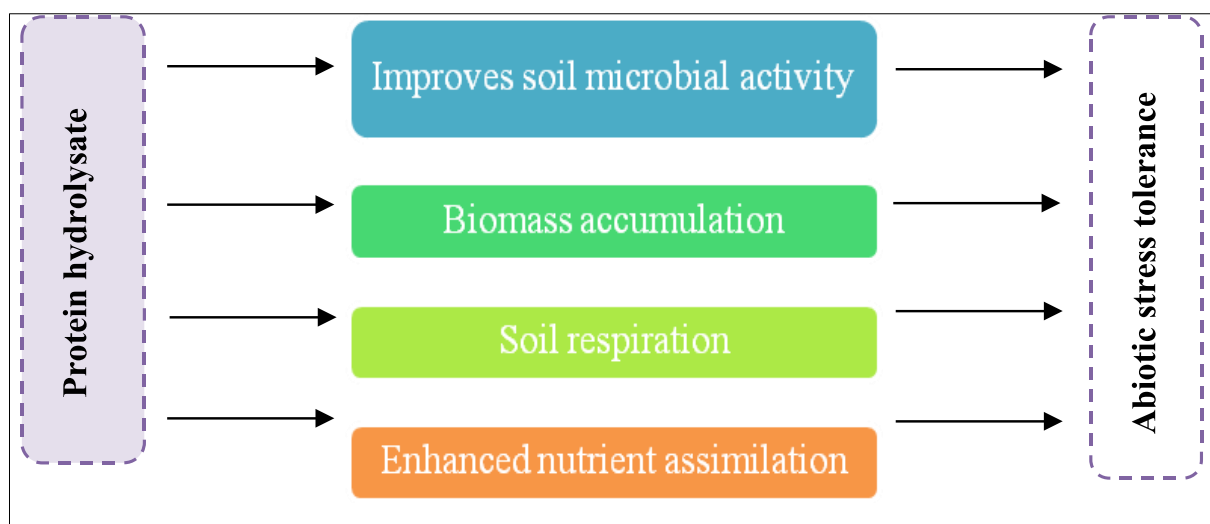 Protein hydrolysate
Improves soil microbial activity
Biomass accumulation
Soil respiration
Enhanced nutrient assimilation
Abiotic stress tolerance